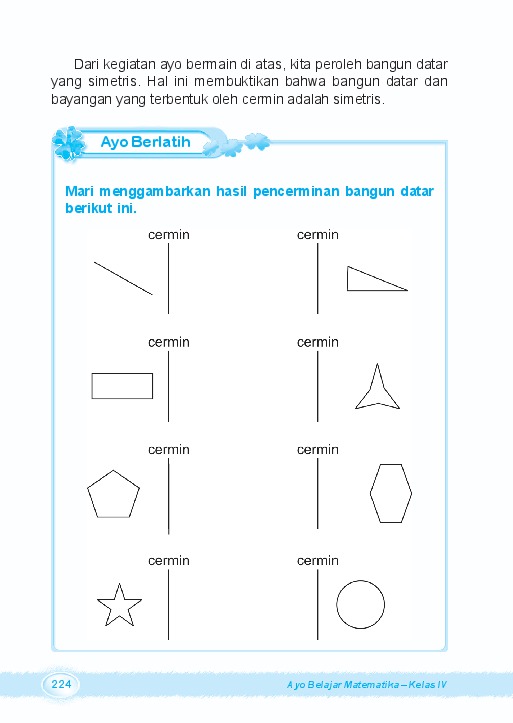 Dari kegiatan ayo bermain di atas, kita peroleh bangun datar
yang simetris. Hal ini membuktikan bahwa bangun datar dan
bayangan yang terbentuk oleh cermin adalah simetris.
Ayo Berlatih
Mari menggambarkan hasil pencerminan bangun datar
berikut ini.
cermin
cermin
cermin
cermin
cermin
cermin
cermin
cermin
224
Ayo Belajar Matematika – Kelas IV